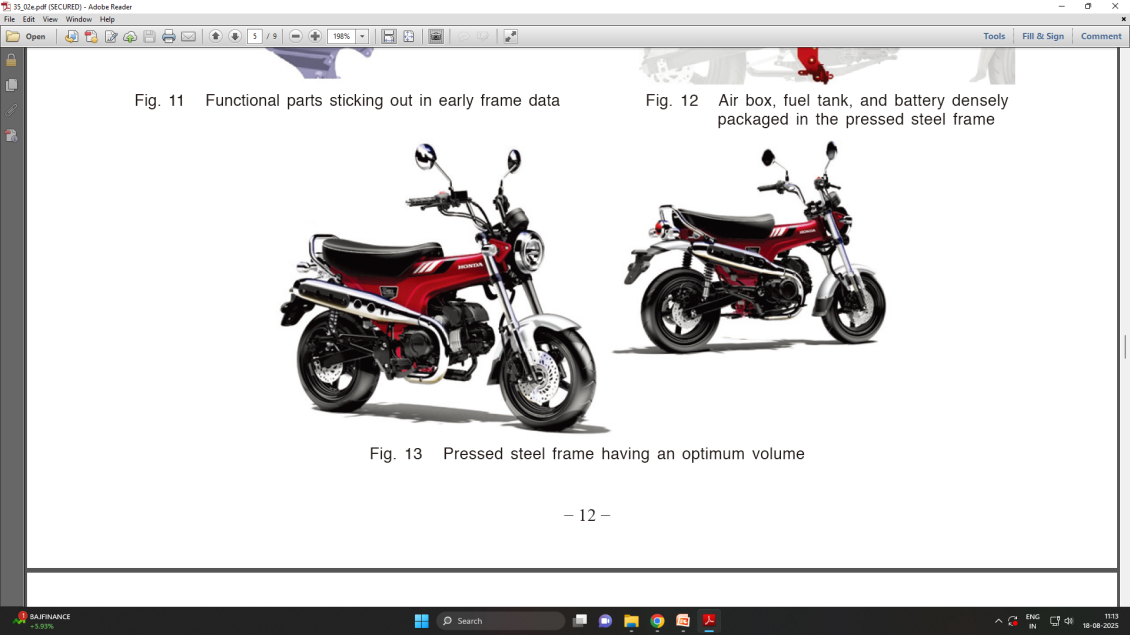 35_02e.pdf (SECURED) - Adobe Reader
File Edit View Window Help
Open 5 / 9 198% Tools Fill & Sign Comment
Fig. 11 Functional parts sticking out in early frame data
Fig. 12 Air box, fuel tank, and battery densely
packaged in the pressed steel frame
HONDA
HONDA
Fig. 13 Pressed steel frame having an optimum volume
– 12 –
1
BAJFINANCE
+5.93%
Search
ENG
IN
11:13
18-08-2025